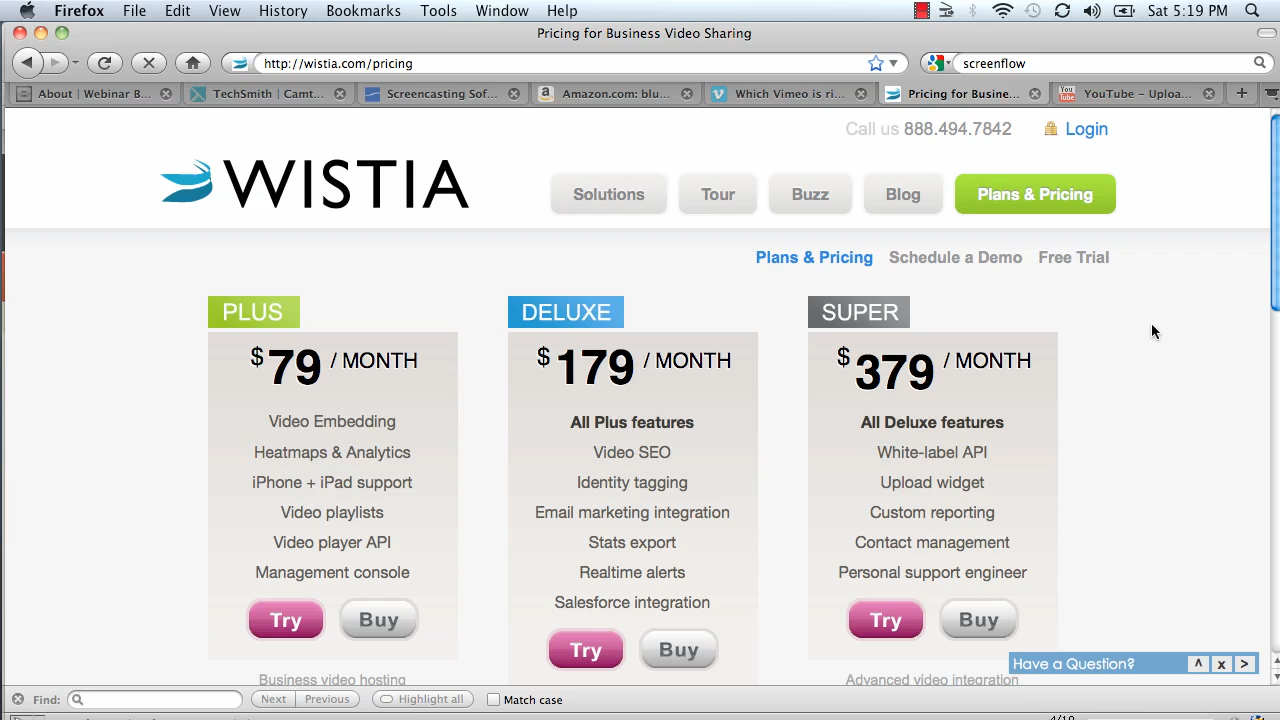 Firefox File Edit View History Bookmarks Tools Window Help Sat 5:19 PM
Pricing for Business Video Sharing
http://wistia.com/pricing screenflow
About | Webinar B... TechSmith | Camt... Screencasting Sof... Amazon.com: blu... Which Vimeo is ri... Pricing for Busine... YouTube - Uploa...
Call us 888.494.7842 Login
WISTIA
Solutions Tour Buzz Blog Plans & Pricing
Plans & Pricing Schedule a Demo Free Trial
PLUS
$79 / MONTH
Video Embedding
Heatmaps & Analytics
iPhone + iPad support
Video playlists
Video player API
Management console
Try Buy
Business video hosting
DELUXE
$179 / MONTH
All Plus features
Video SEO
Identity tagging
Email marketing integration
Stats export
Realtime alerts
Salesforce integration
Try Buy
SUPER
$379 / MONTH
All Deluxe features
White-label API
Upload widget
Custom reporting
Contact management
Personal support engineer
Try Buy
Advanced video integration
Have a Question? ^ x >
Find: Next Previous Highlight all Match case